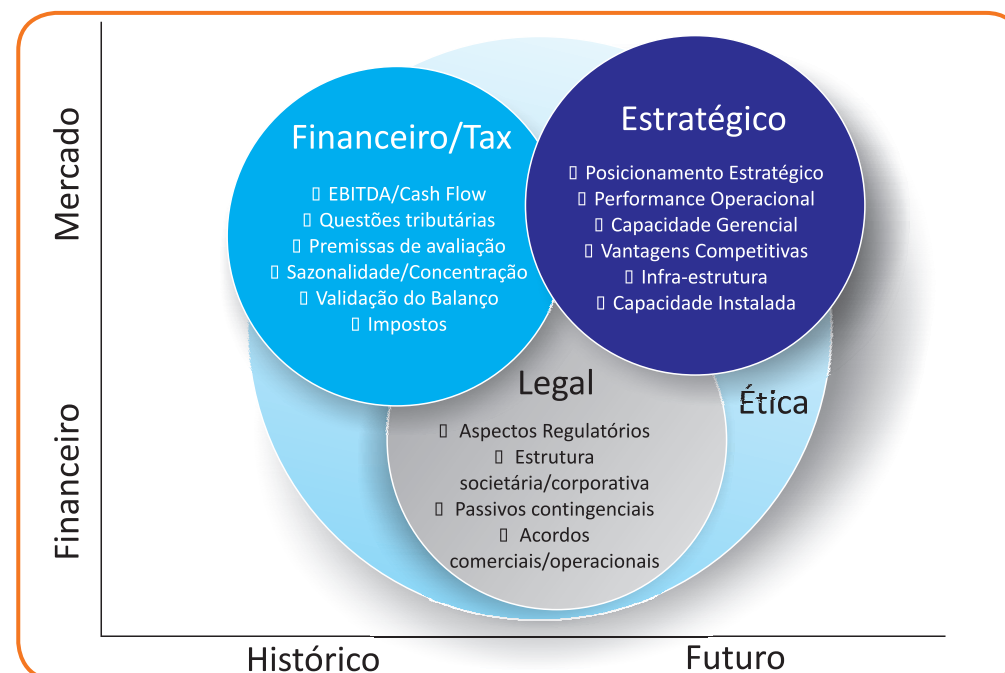 Mercado
Financeiro
Financeiro/Tax
EBITDA/Cash Flow
Questões tributárias
Premissas de avaliação
Sazonalidade/Concentração
Validação do Balanço
Impostos
Estratégico
Posicionamento Estratégico
Performance Operacional
Capacidade Gerencial
Vantagens Competitivas
Infra-estrutura
Capacidade Instalada
Legal
Aspectos Regulatórios
Estrutura
societária/corporativa
Passivos contingenciais
Acordos
comerciais/operacionais
Ética
Histórico
Futuro